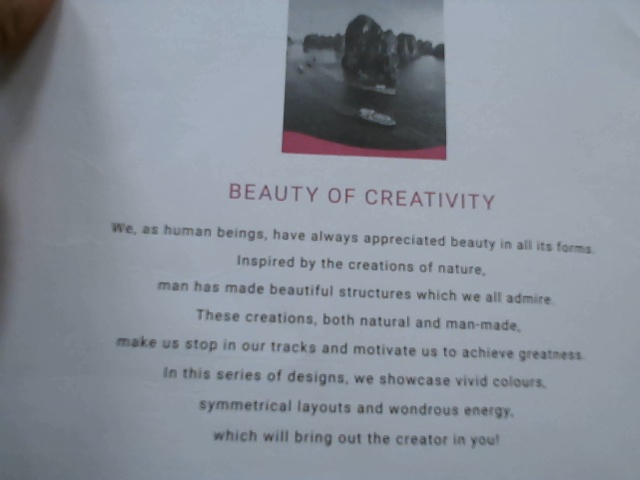 BEAUTY OF CREATIVITY
We, as human beings, have always appreciated beauty in all its forms.
Inspired by the creations of nature,
man has made beautiful structures which we all admire.
These creations, both natural and man-made,
make us stop in our tracks and motivate us to achieve greatness.
In this series of designs, we showcase vivid colours,
symmetrical layouts and wondrous energy,
which will bring out the creator in you!